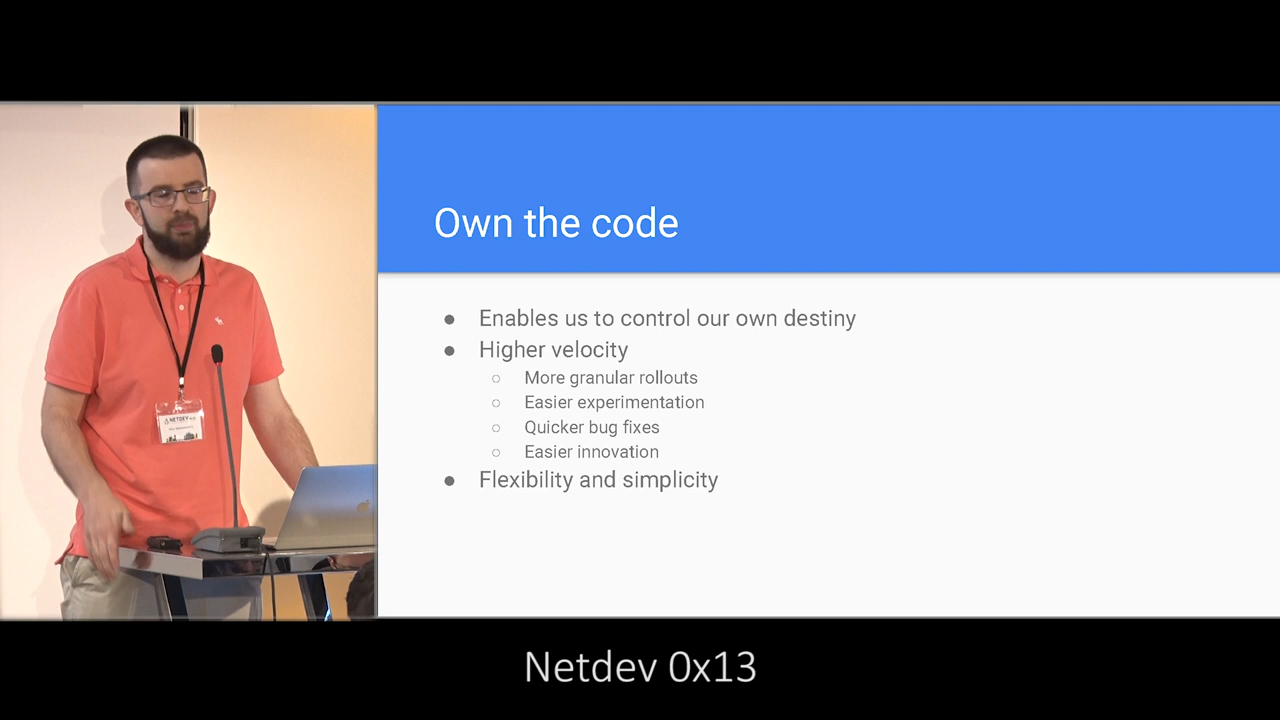 Own the code
Enables us to control our own destiny
Higher velocity
More granular rollouts
Easier experimentation
Quicker bug fixes
Easier innovation
Flexibility and simplicity
NETDEV
Netdev 0x13